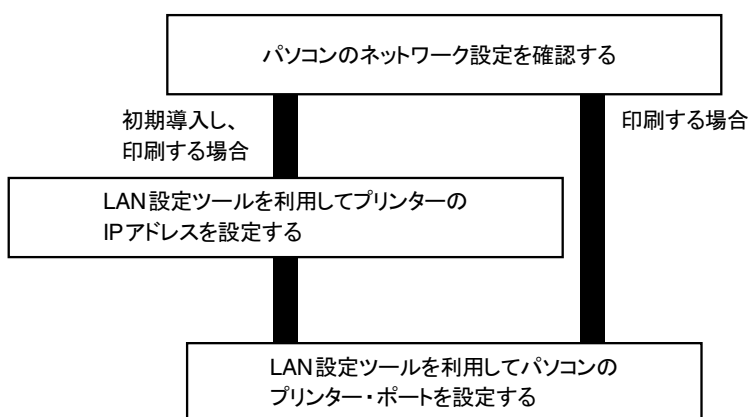 パソコンのネットワーク設定を確認する
初期導入し、
印刷する場合
印刷する場合
LAN設定ツールを利用してプリンターの
IPアドレスを設定する
LAN設定ツールを利用してパソコンの
プリンター・ポートを設定する